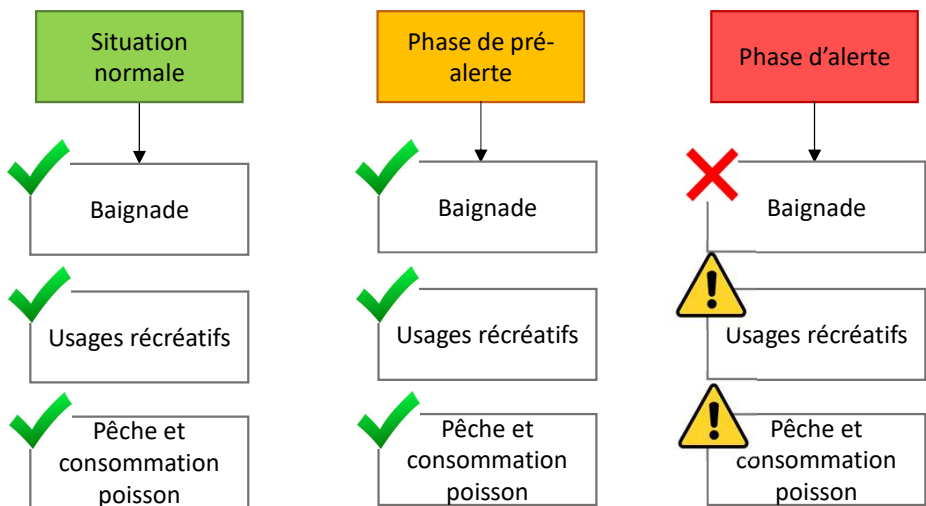 Situation
normale
Phase de pré-
alerte
Phase d'alerte
Baignade
Baignade
Baignade
Usages récréatifs
Usages récréatifs
Usages récréatifs
Pêche et
consommation
poisson
Pêche et
consommation
poisson
Pêche et
consommation
poisson